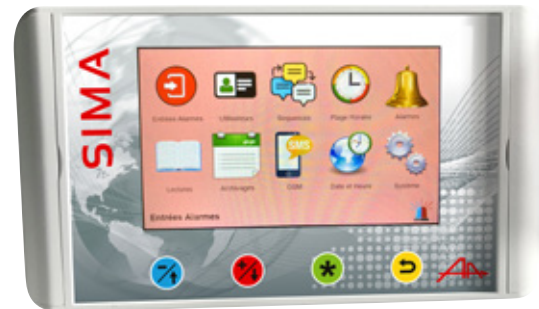 SIMA
Entrées Alarmes Utilisateurs Séquences Plage Horaire Alarmes
SMS
Lectures Archivages GSM Date et Heure Système
Entrées Alarmes